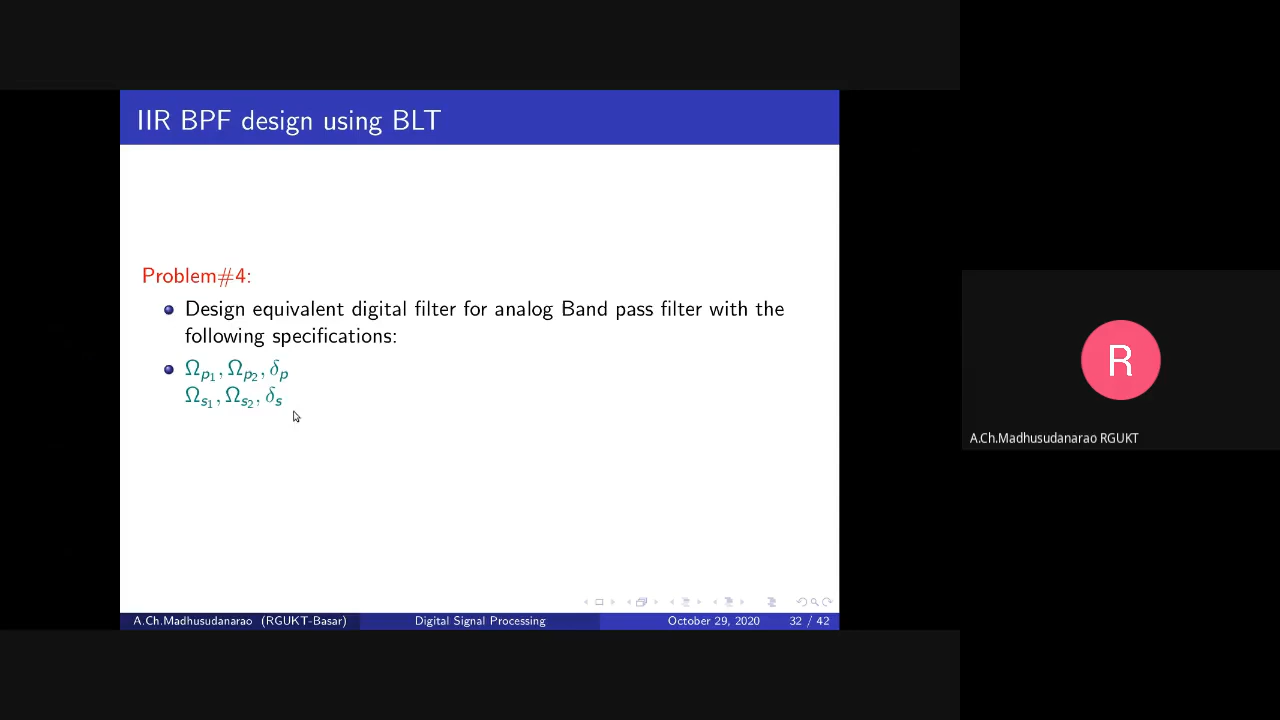 IIR BPF design using BLT
Problem#4:
Design equivalent digital filter for analog Band pass filter with the
following specifications:
Ωp₁, Ωp₂, δp
Ωs₁, Ωs₂, δs
R
A.Ch.Madhusudanarao RGUKT
A.Ch.Madhusudanarao (RGUKT-Basar) Digital Signal Processing October 29, 2020 32 / 42